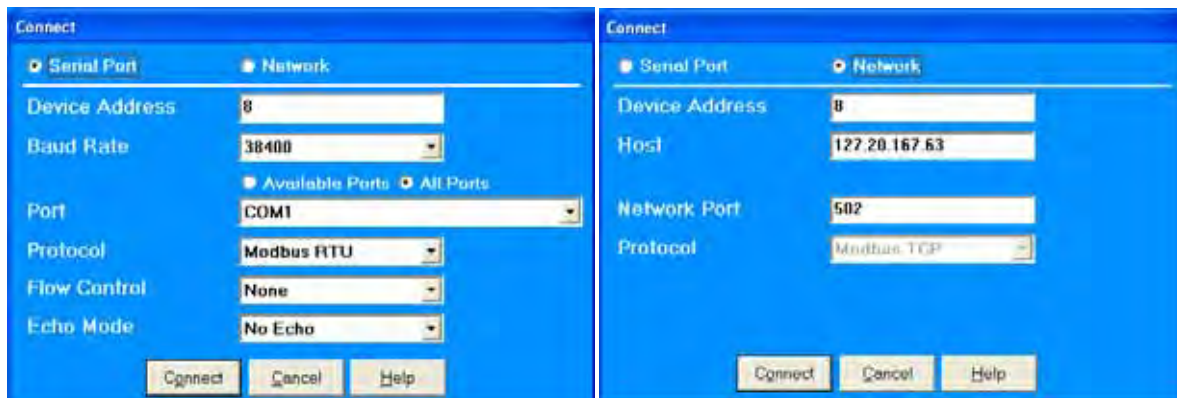 Connect
Serial Port Network
Device Address 8
Baud Rate 38400
Available Ports All Ports
Port COM1
Protocol Modbus RTU
Flow Control None
Echo Mode No Echo
Connect Cancel Help
Connect
Serial Port Network
Device Address 8
Host 127.20.167.63
Network Port 502
Protocol Modbus TCP
Connect Cancel Help